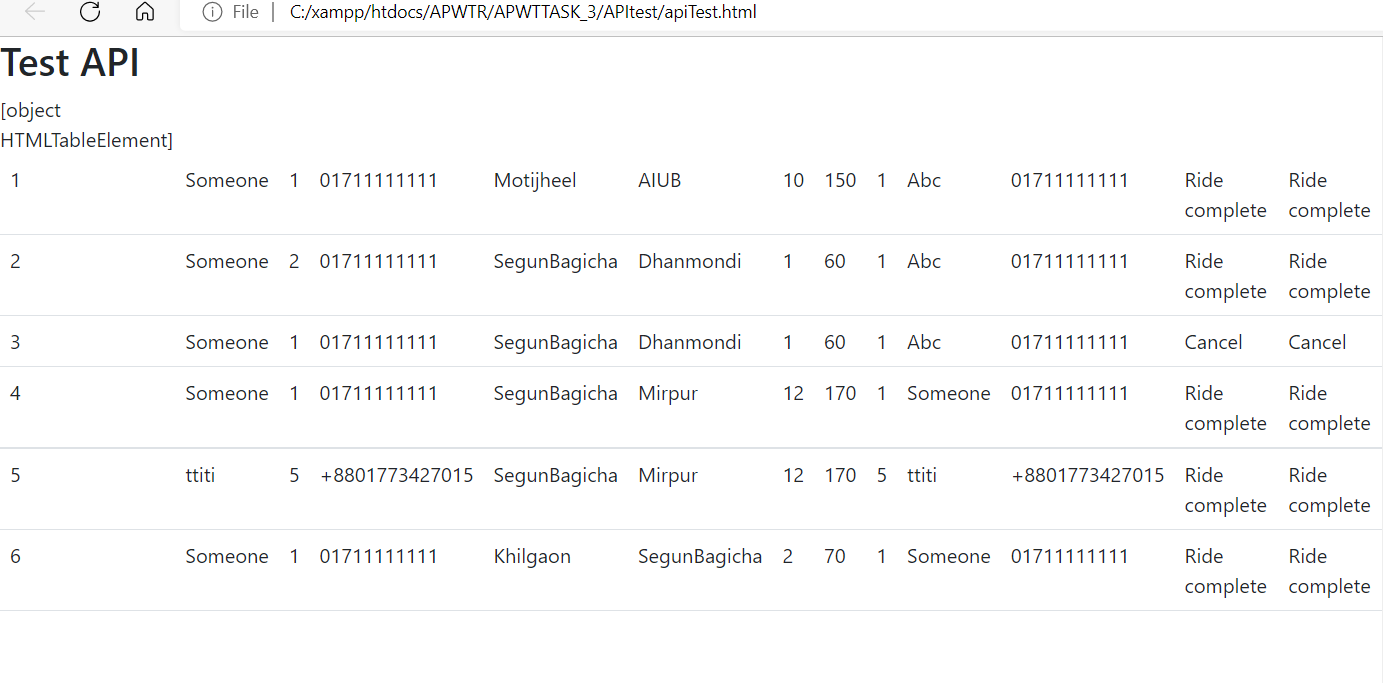 File | C:/xampp/htdocs/APWTR/APWTTASK_3/APItest/apiTest.html
Test API
[object
HTMLTableElement]
1 Someone 1 01711111111 Motijheel AIUB 10 150 1 Abc 01711111111 Ride complete Ride complete
2 Someone 2 01711111111 SegunBagicha Dhanmondi 1 60 1 Abc 01711111111 Ride complete Ride complete
3 Someone 1 01711111111 SegunBagicha Dhanmondi 1 60 1 Abc 01711111111 Cancel Cancel
4 Someone 1 01711111111 SegunBagicha Mirpur 12 170 1 Someone 01711111111 Ride complete Ride complete
5 ttiti 5 +8801773427015 SegunBagicha Mirpur 12 170 5 ttiti +8801773427015 Ride complete Ride complete
6 Someone 1 01711111111 Khilgaon SegunBagicha 2 70 1 Someone 01711111111 Ride complete Ride complete